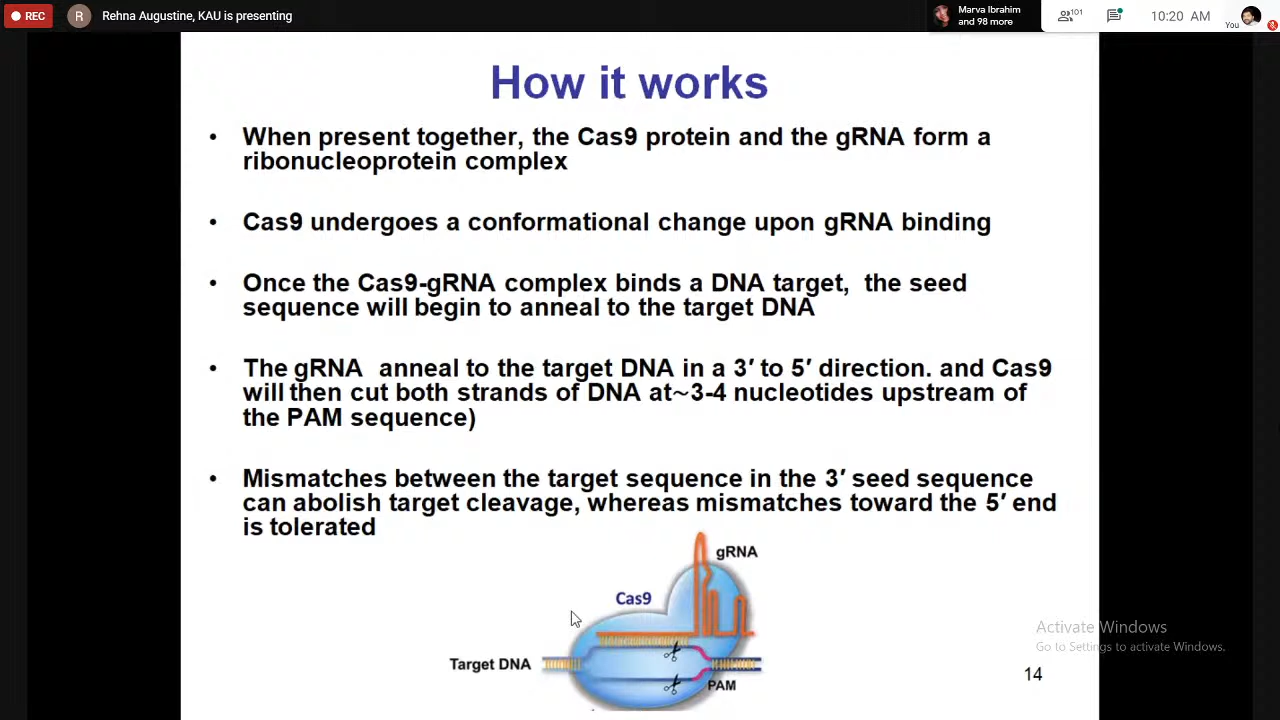 REC
R
Rehna Augustine, KAU is presenting
Marva Ibrahim
and 98 more
101
10:20 AM
You
How it works
• When present together, the Cas9 protein and the gRNA form a
ribonucleoprotein complex
• Cas9 undergoes a conformational change upon gRNA binding
• Once the Cas9-gRNA complex binds a DNA target,  the seed
sequence will begin to anneal to the target DNA
• The gRNA  anneal to the target DNA in a 3′ to 5′ direction. and Cas9
will then cut both strands of DNA at~3-4 nucleotides upstream of
the PAM sequence)
• Mismatches between the target sequence in the 3′ seed sequence
can abolish target cleavage, whereas mismatches toward the 5′ end
is tolerated
gRNA
Cas9
Target DNA
PAM
Activate Windows
Go to Settings to activate Windows.
14